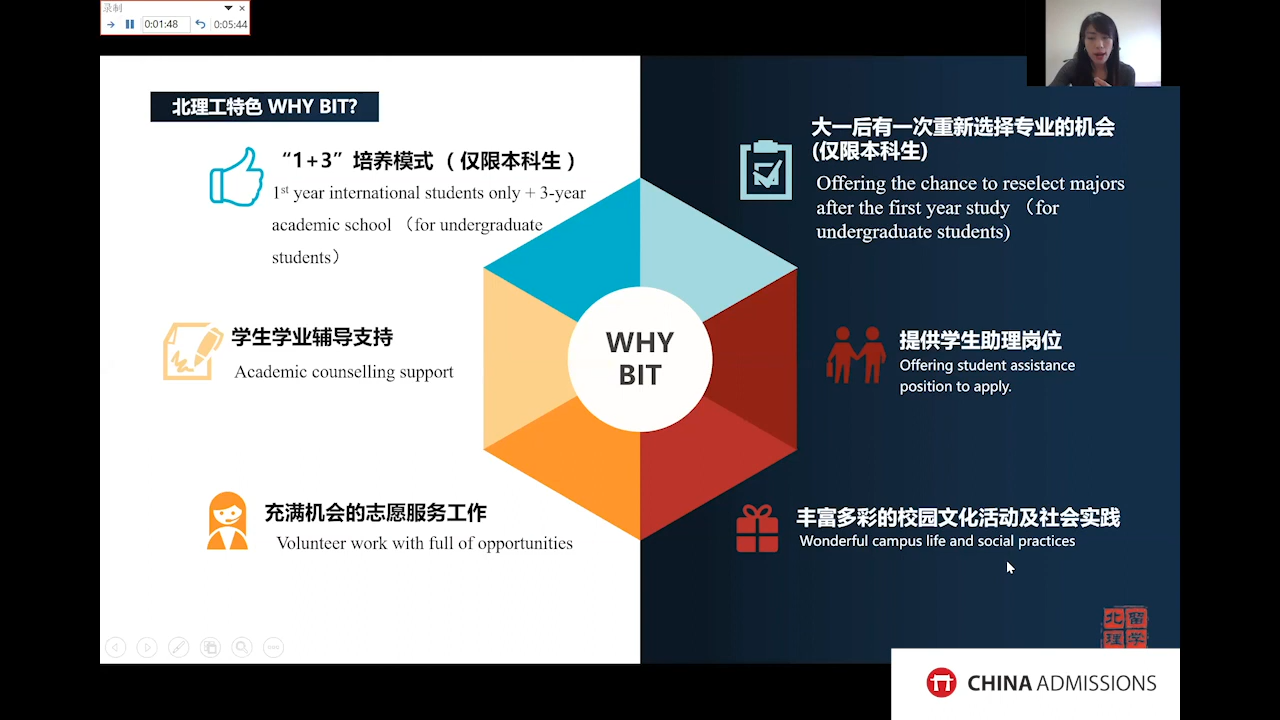 录制
0:01:48
0:05:44
北理工特色 WHY BIT?
“1+3”培养模式（仅限本科生）
1st year international students only + 3-year
academic school （for undergraduate
students）
学生学业辅导支持
Academic counselling support
充满机会的志愿服务工作
Volunteer work with full of opportunities
WHY
BIT
大一后有一次重新选择专业的机会
(仅限本科生)
Offering the chance to reselect majors
after the first year study （for
undergraduate students)
提供学生助理岗位
Offering student assistance
position to apply.
丰富多彩的校园文化活动及社会实践
Wonderful campus life and social practices
北留
理学
CHINA ADMISSIONS